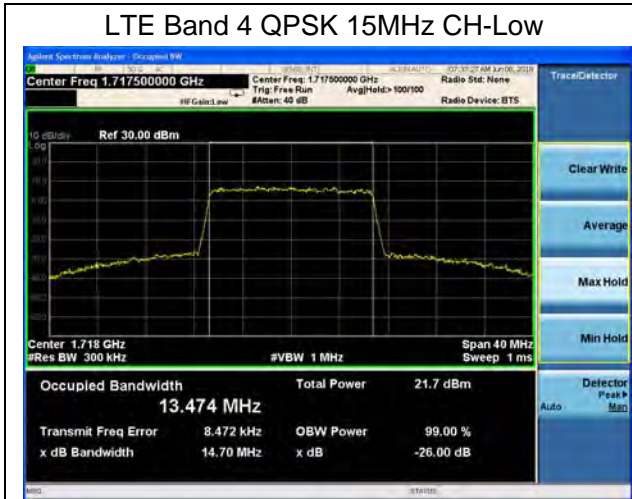 LTE Band 4 QPSK 15MHz CH-Low
Agilent Spectrum Analyzer - Occupied BW
Center Freq 1.717500000 GHz
Center Freq: 1.717500000 GHz
Radio Std: None
Trace/Detector
Trig: Free Run
Avg|Hold:>100/100
#IFGain:Low
#Atten: 40 dB
Radio Device: BTS
10 dB/div
Ref 30.00 dBm
Log
Clear Write
Average
Max Hold
Min Hold
Center 1.718 GHz
Span 40 MHz
#Res BW 300 kHz
#VBW 1 MHz
Sweep 1 ms
Occupied Bandwidth
Total Power
21.7 dBm
13.474 MHz
Detector
Peak▶
Auto
Man
Transmit Freq Error
8.472 kHz
OBW Power
99.00 %
x dB Bandwidth
14.70 MHz
x dB
-26.00 dB
MSG
STATUS